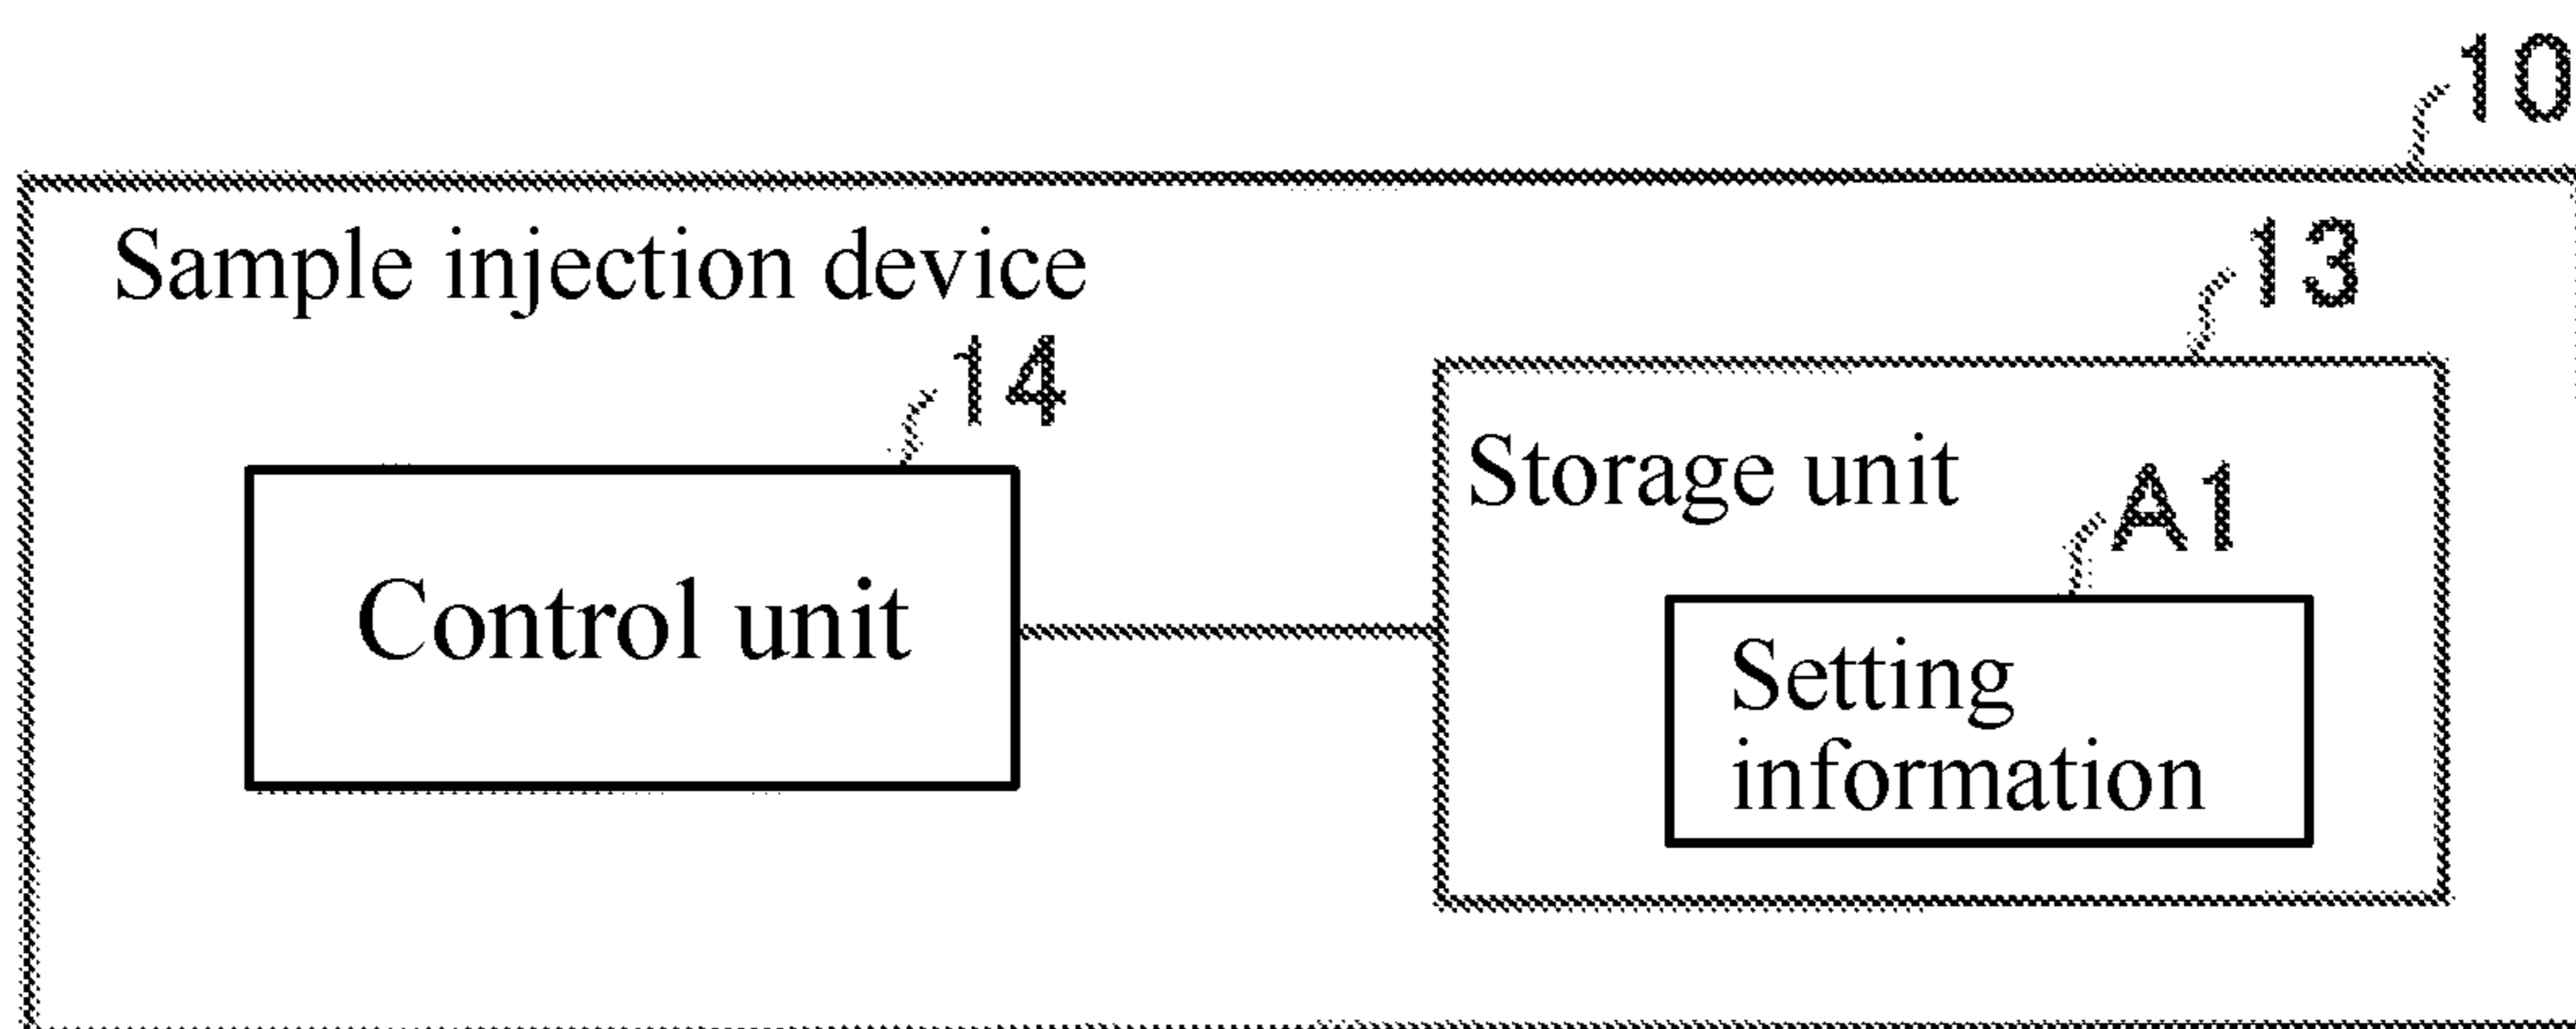 10
Sample injection device
13
14
Storage unit
A1
Control unit
Setting
information